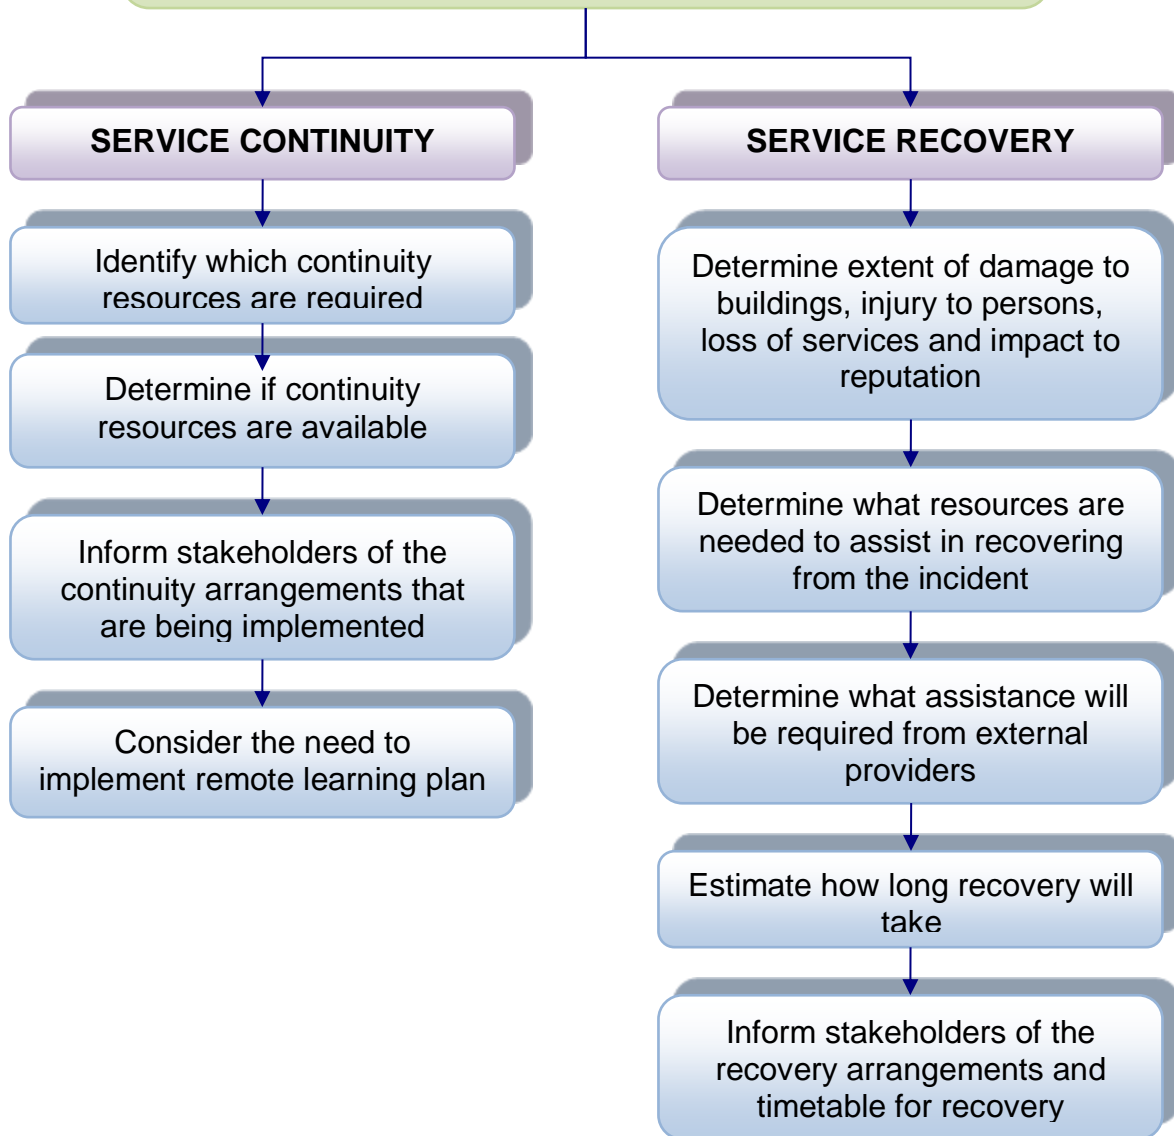 SERVICE CONTINUITY
Identify which continuity
resources are required
Determine if continuity
resources are available
Inform stakeholders of the
continuity arrangements that
are being implemented
Consider the need to
implement remote learning plan
SERVICE RECOVERY
Determine extent of damage to
buildings, injury to persons,
loss of services and impact to
reputation
Determine what resources are
needed to assist in recovering
from the incident
Determine what assistance will
be required from external
providers
Estimate how long recovery will
take
Inform stakeholders of the
recovery arrangements and
timetable for recovery